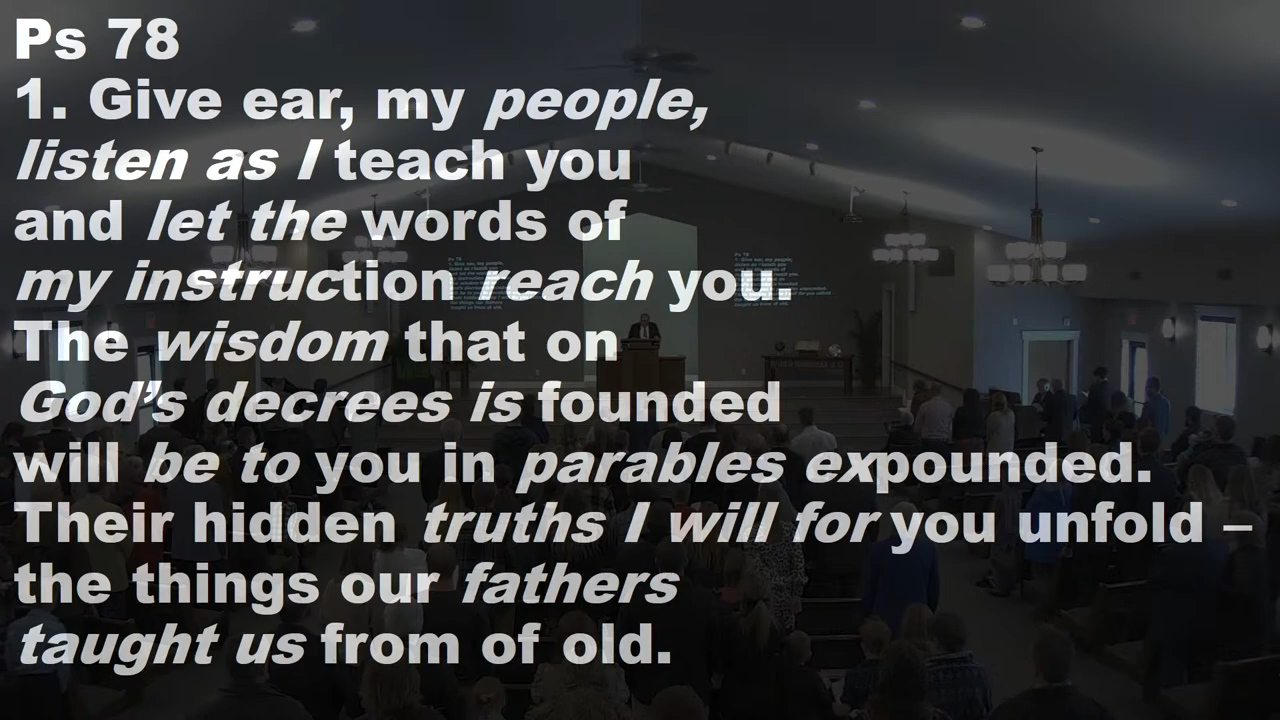 Ps 78
1. Give ear, my people,
listen as I teach you
and let the words of
my instruction reach you.
The wisdom that on
God's decrees is founded
will be to you in parables expounded.
Their hidden truths I will for you unfold –
the things our fathers
taught us from of old.